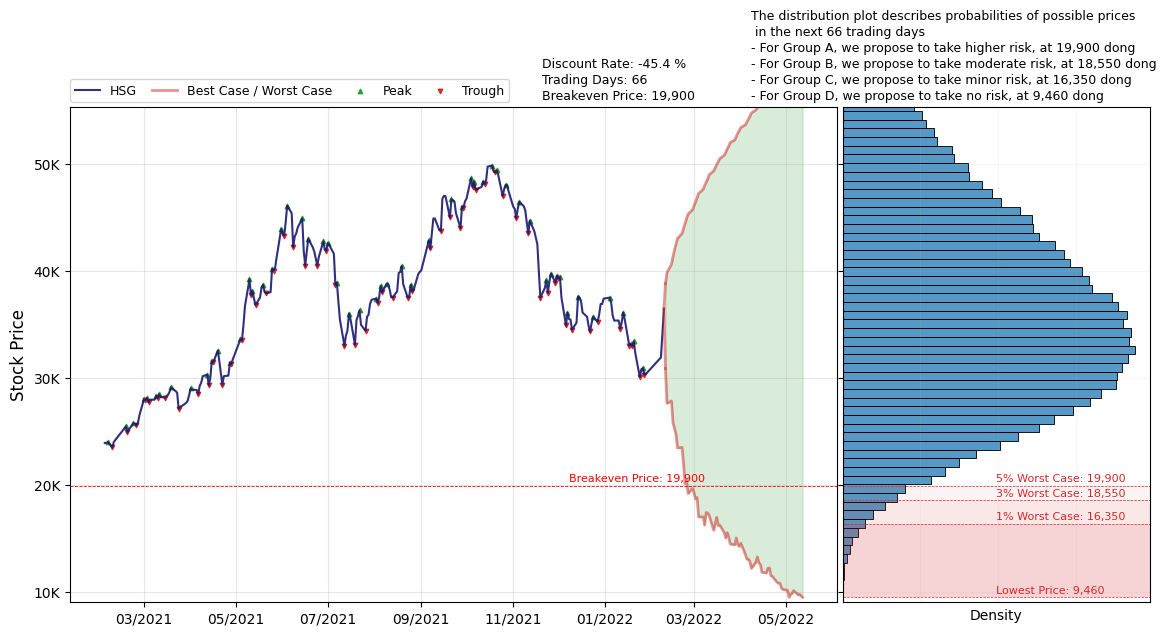 The distribution plot describes probabilities of possible prices
in the next 66 trading days
- For Group A, we propose to take higher risk, at 19,900 dong
- For Group B, we propose to take moderate risk, at 18,550 dong
- For Group C, we propose to take minor risk, at 16,350 dong
- For Group D, we propose to take no risk, at 9,460 dong
Discount Rate: -45.4 %
Trading Days: 66
Breakeven Price: 19,900
HSG Best Case / Worst Case Peak Trough
Stock Price
50K
40K
30K
20K
10K
Breakeven Price: 19,900
03/2021 05/2021 07/2021 09/2021 11/2021 01/2022 03/2022 05/2022
5% Worst Case: 19,900
3% Worst Case: 18,550
1% Worst Case: 16,350
Lowest Price: 9,460
Density